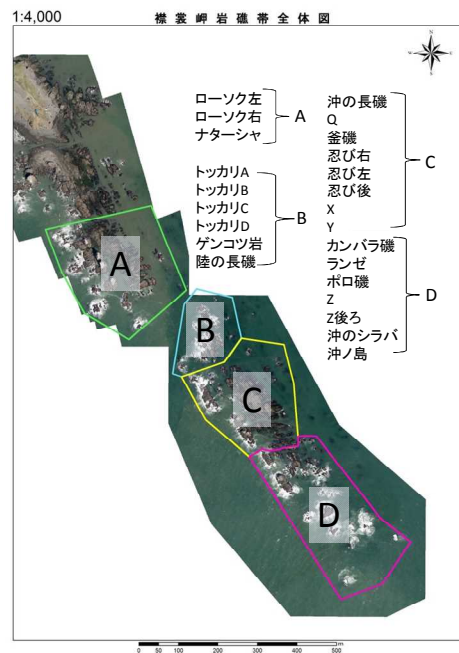 1:4,000
襟裳岬岩礁帯全体図
ローソク左
ローソク右
ナターシャ
A
トッカリA
トッカリB
トッカリC
トッカリD
ゲンコツ岩
陸の長磯
B
沖の長磯
Q
釜磯
忍び右
忍び左
忍び後
X
Y
C
カンバラ磯
ランゼ
ポロ磯
Z
Z後ろ
沖のシラバ
沖ノ島
D
A
B
C
D
0 50 100 200 300 400 500 m